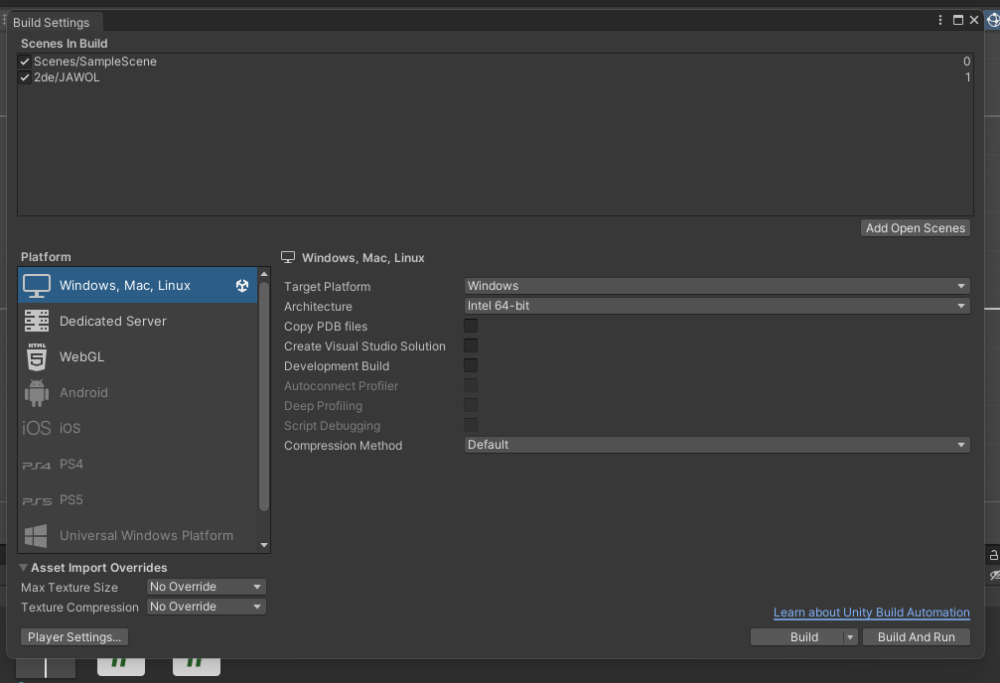 Build Settings
Scenes In Build
Scenes/SampleScene 0
2de/JAWOL 1
Add Open Scenes
Platform
Windows, Mac, Linux
Dedicated Server
HTML 5 WebGL
Android
iOS iOS
PS4 PS4
PS5 PS5
Universal Windows Platform
Windows, Mac, Linux
Target Platform Windows
Architecture Intel 64-bit
Copy PDB files
Create Visual Studio Solution
Development Build
Autoconnect Profiler
Deep Profiling
Script Debugging
Compression Method Default
Asset Import Overrides
Max Texture Size No Override
Texture Compression No Override
Learn about Unity Build Automation
Player Settings...
Build
Build And Run